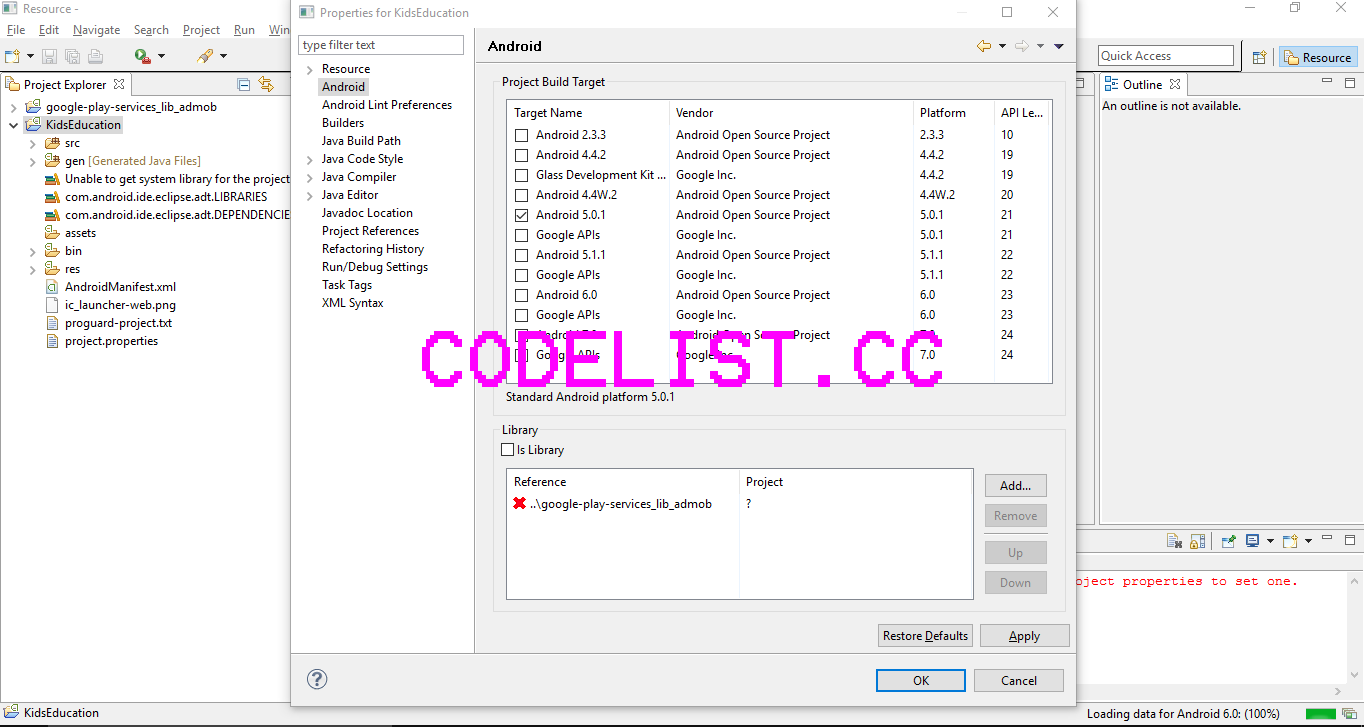 Resource -
File Edit Navigate Search Project Run Win
Quick Access
Resource
Project Explorer
google-play-services_lib_admob
KidsEducation
src
gen [Generated Java Files]
Unable to get system library for the project
com.android.ide.eclipse.adt.LIBRARIES
com.android.ide.eclipse.adt.DEPENDENCIE
assets
bin
res
AndroidManifest.xml
ic_launcher-web.png
proguard-project.txt
project.properties
Properties for KidsEducation
type filter text
Resource
Android
Android Lint Preferences
Builders
Java Build Path
Java Code Style
Java Compiler
Java Editor
Javadoc Location
Project References
Refactoring History
Run/Debug Settings
Task Tags
XML Syntax
Android
Project Build Target
Target Name Vendor Platform API Le...
Android 2.3.3 Android Open Source Project 2.3.3 10
Android 4.4.2 Android Open Source Project 4.4.2 19
Glass Development Kit ... Google Inc. 4.4.2 19
Android 4.4W.2 Android Open Source Project 4.4W.2 20
Android 5.0.1 Android Open Source Project 5.0.1 21
Google APIs Google Inc. 5.0.1 21
Android 5.1.1 Android Open Source Project 5.1.1 22
Google APIs Google Inc. 5.1.1 22
Android 6.0 Android Open Source Project 6.0 23
Google APIs Google Inc. 6.0 23
Android 7.0 Android Open Source Project 7.0 24
Google APIs Google Inc. 7.0 24
CODELIST.CC
Standard Android platform 5.0.1
Library
Is Library
Reference Project
..\google-play-services_lib_admob ?
Add...
Remove
Up
Down
Restore Defaults Apply
OK Cancel
Outline
An outline is not available.
oject properties to set one.
KidsEducation
Loading data for Android 6.0: (100%)